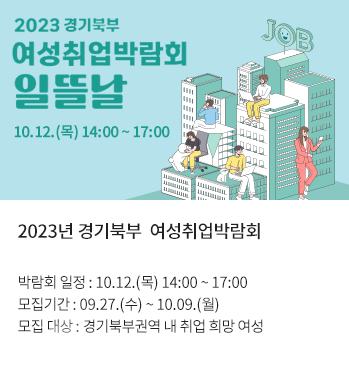 2023 경기북부
여성취업박람회
일뜰날
10.12.(목) 14:00 ~ 17:00
JOB
2023년 경기북부 여성취업박람회
박람회 일정 : 10.12.(목) 14:00 ~ 17:00
모집기간 : 09.27.(수) ~ 10.09.(월)
모집 대상 : 경기북부권역 내 취업 희망 여성